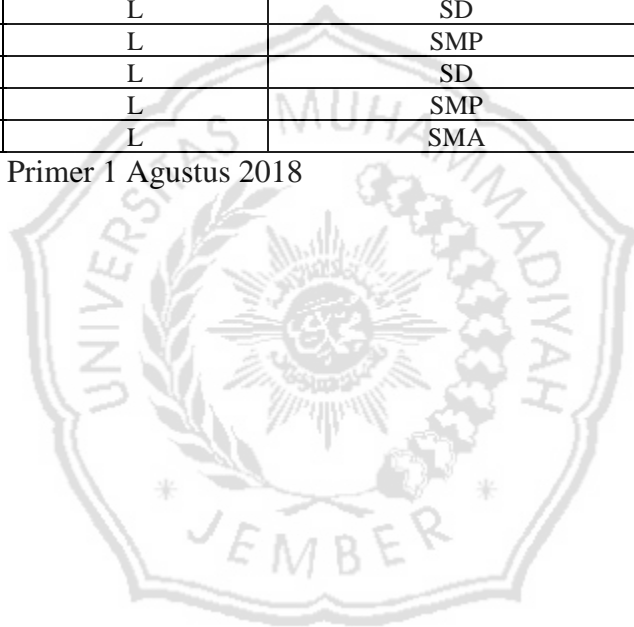 L SD
L SMP
L SD
L SMP
L SMA
Primer 1 Agustus 2018
UNIVERSITAS MUHAMMADIYAH
JEMBER